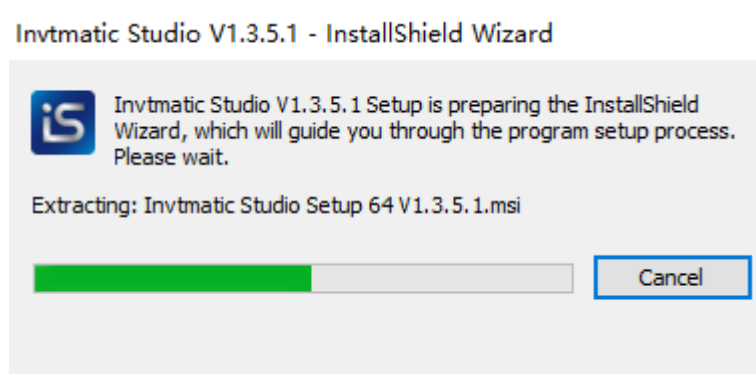 Invtmatic Studio V1.3.5.1 - InstallShield Wizard
iS
Invtmatic Studio V1.3.5.1 Setup is preparing the InstallShield
Wizard, which will guide you through the program setup process.
Please wait.
Extracting: Invtmatic Studio Setup 64 V1.3.5.1.msi
Cancel